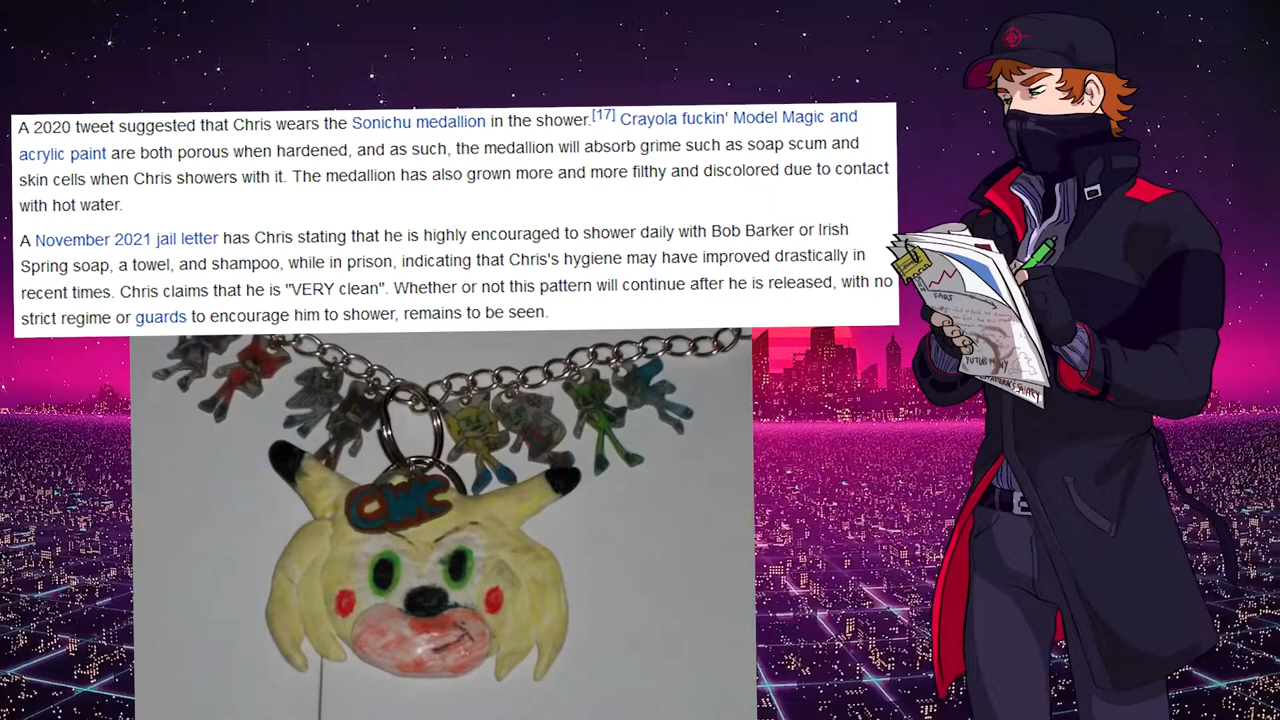 A 2020 tweet suggested that Chris wears the Sonichu medallion in the shower.[17] Crayola fuckin' Model Magic and
acrylic paint are both porous when hardened, and as such, the medallion will absorb grime such as soap scum and
skin cells when Chris showers with it. The medallion has also grown more and more filthy and discolored due to contact
with hot water.
A November 2021 jail letter has Chris stating that he is highly encouraged to shower daily with Bob Barker or Irish
Spring soap, a towel, and shampoo, while in prison, indicating that Chris's hygiene may have improved drastically in
recent times. Chris claims that he is "VERY clean". Whether or not this pattern will continue after he is released, with no
strict regime or guards to encourage him to shower, remains to be seen.
CWC
FART